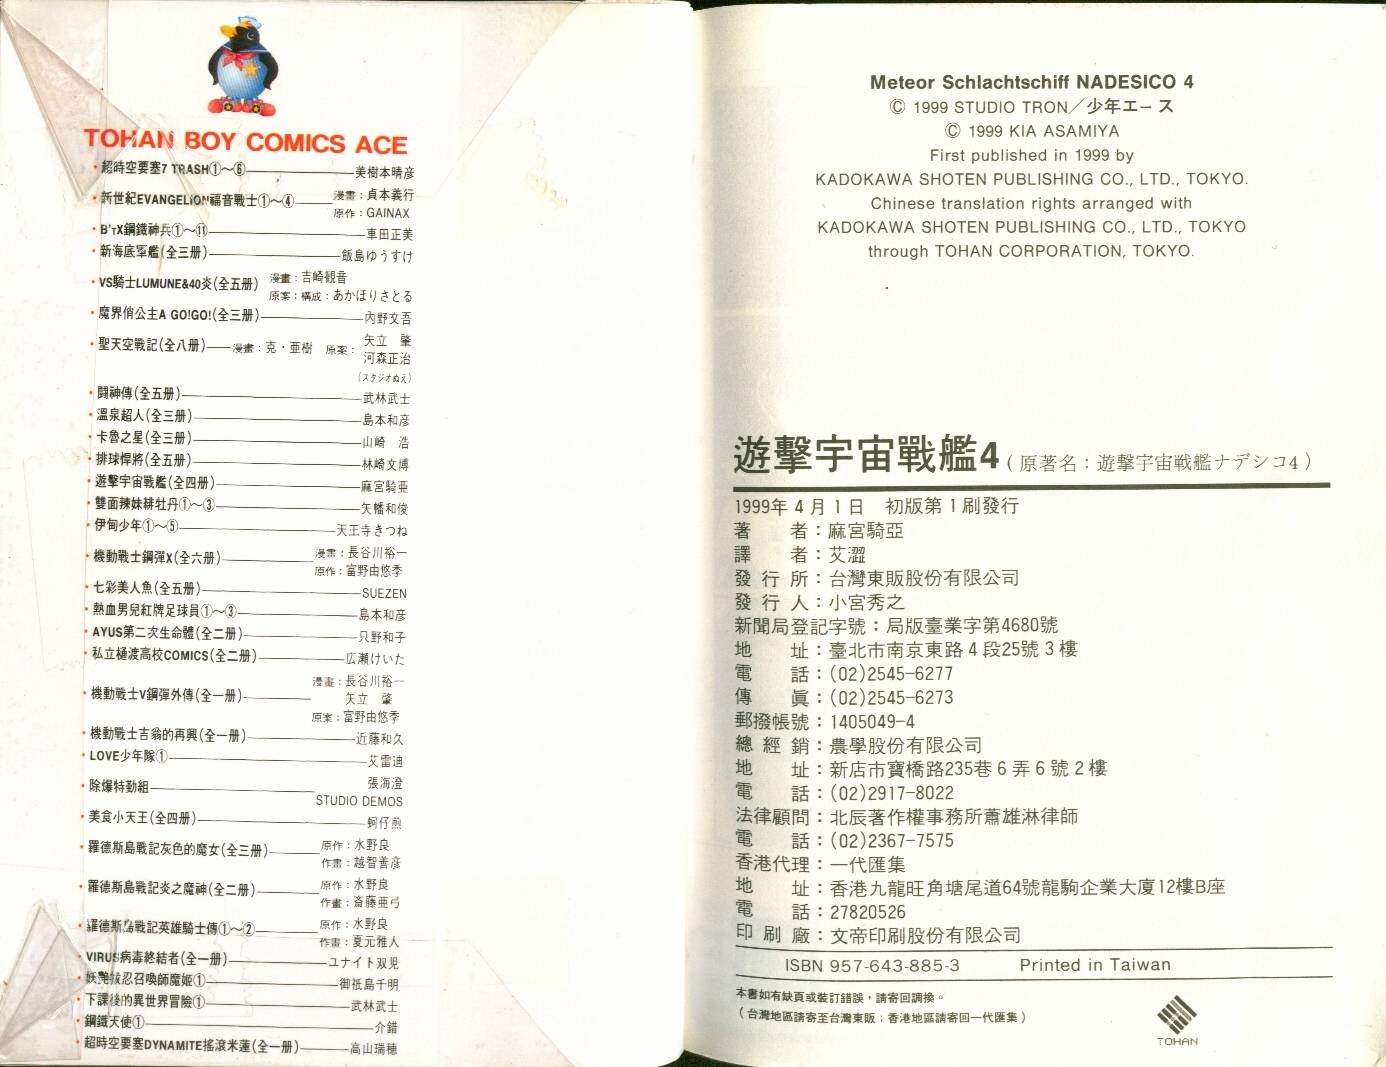 TOHAN BOY COMICS ACE
・超時空要塞7 TRASH①～⑥────美樹本晴彦
・新世紀EVANGELION福音戰士①～④──漫畫：貞本義行
原作：GAINAX
・B'TX鋼鐵神兵①～⑪────車田正美
・新海底軍艦(全三册)────飯島ゆうすけ
・VS騎士LUMUNE&40炎(全五册) 漫畫：吉崎観音
原案：構成：あかほりさとる
・魔界俏公主A GO!GO!(全三册)────內野文吾
・聖天空戰記(全八册)──漫畫：克・亜樹 原案：矢立 肇
河森正治
(スタジオぬえ)
・鬪神傳(全五册)────武林武士
・溫泉超人(全三册)────島本和彦
・卡魯之星(全三册)────山崎 浩
・排球悍將(全五册)────林崎文博
・遊擊宇宙戰艦(全四册)────麻宮騎亜
・雙面辣妹緋牡丹①～③────矢幡和俊
・伊甸少年①～⑤────天王寺きつね
・機動戰士鋼彈X(全六册)────漫畫：長谷川裕一
原作：富野由悠季
・七彩美人魚(全五册)────SUEZEN
・熱血男兒紅牌足球員①～③────島本和彦
・AYUS第二次生命體(全二册)────只野和子
・私立樋渡高校COMICS(全二册)────広瀬けいた
・機動戰士V鋼彈外傳(全一册)────漫畫：長谷川裕一
矢立 肇
原案：富野由悠季
・機動戰士吉翁的再興(全一册)────近藤和久
・LOVE少年隊①────艾雷迪
・除爆特勤組────張海澄
STUDIO DEMOS
・美食小天王(全四册)────蚵仔煎
・羅德斯島戰記灰色的魔女(全三册)────原作：水野良
作畫：越智善彦
・羅德斯島戰記炎之魔神(全二册)────原作：水野良
作畫：斎藤亜弓
・羅德斯島戰記英雄騎士傳①～②────原作：水野良
作畫：夏元雅人
・VIRUS病毒終結者(全一册)────ユナイト双児
・妖艷絨忍召喚師魔姬①────御祇島千明
・下課後的異世界冒險①────武林武士
・鋼鐵天使①────介錯
・超時空要塞DYNAMITE搖滾米蓮(全一册)────高山瑞穂
Meteor Schlachtschiff NADESICO 4
© 1999 STUDIO TRON／少年エース
© 1999 KIA ASAMIYA
First published in 1999 by
KADOKAWA SHOTEN PUBLISHING CO., LTD., TOKYO.
Chinese translation rights arranged with
KADOKAWA SHOTEN PUBLISHING CO., LTD., TOKYO
through TOHAN CORPORATION, TOKYO.
遊擊宇宙戰艦4（原著名：遊撃宇宙戦艦ナデシコ4）
1999年4月1日 初版第1刷發行
著 者：麻宮騎亞
譯 者：艾澀
發 行 所：台灣東販股份有限公司
發 行 人：小宮秀之
新聞局登記字號：局版臺業字第4680號
地 址：臺北市南京東路4段25號3樓
電 話：(02)2545-6277
傳 眞：(02)2545-6273
郵撥帳號：1405049-4
總 經 銷：農學股份有限公司
地 址：新店市寶橋路235巷6弄6號2樓
電 話：(02)2917-8022
法律顧問：北辰著作權事務所蕭雄淋律師
電 話：(02)2367-7575
香港代理：一代匯集
地 址：香港九龍旺角塘尾道64號龍駒企業大廈12樓B座
電 話：27820526
印 刷 廠：文帝印刷股份有限公司
ISBN 957-643-885-3 Printed in Taiwan
本書如有缺頁或裝訂錯誤，請寄回調換。
（台灣地區請寄至台灣東販；香港地區請寄回一代匯集）
TOHAN